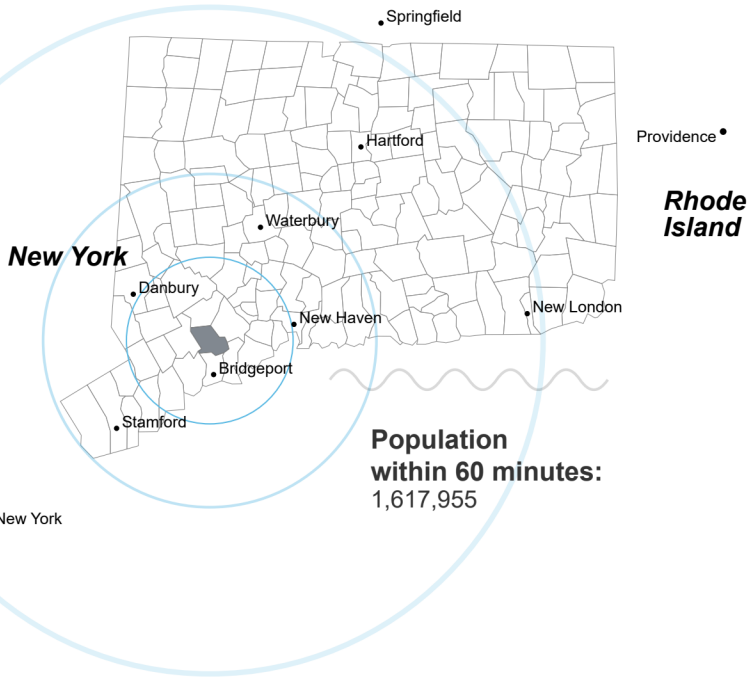 Springfield
Hartford
Providence
Rhode
Island
Waterbury
New York
Danbury
New London
New Haven
Bridgeport
Stamford
Population
within 60 minutes:
1,617,955
New York